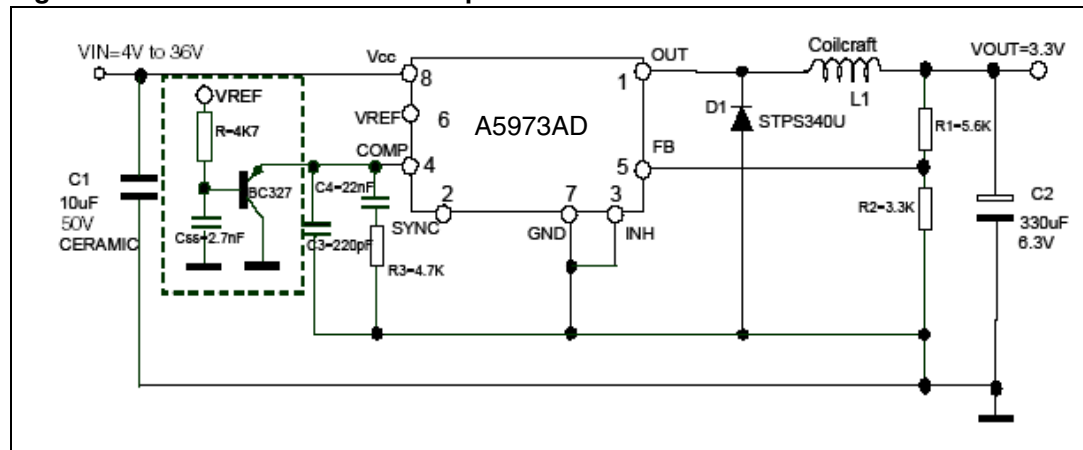 VIN=4V to 36V
Vcc
8
OUT
1
Coilcraft
L1
VOUT=3.3V
VREF
R=4K7
VREF
6
A5973AD
D1
STPS340U
R1=5.6K
COMP
4
FB
5
C1
10uF
50V
CERAMIC
BC327
Css=2.7nF
C4=22nF
SYNC
2
7
GND
3
INH
C3=220pF
R3=4.7K
R2=3.3K
C2
330uF
6.3V